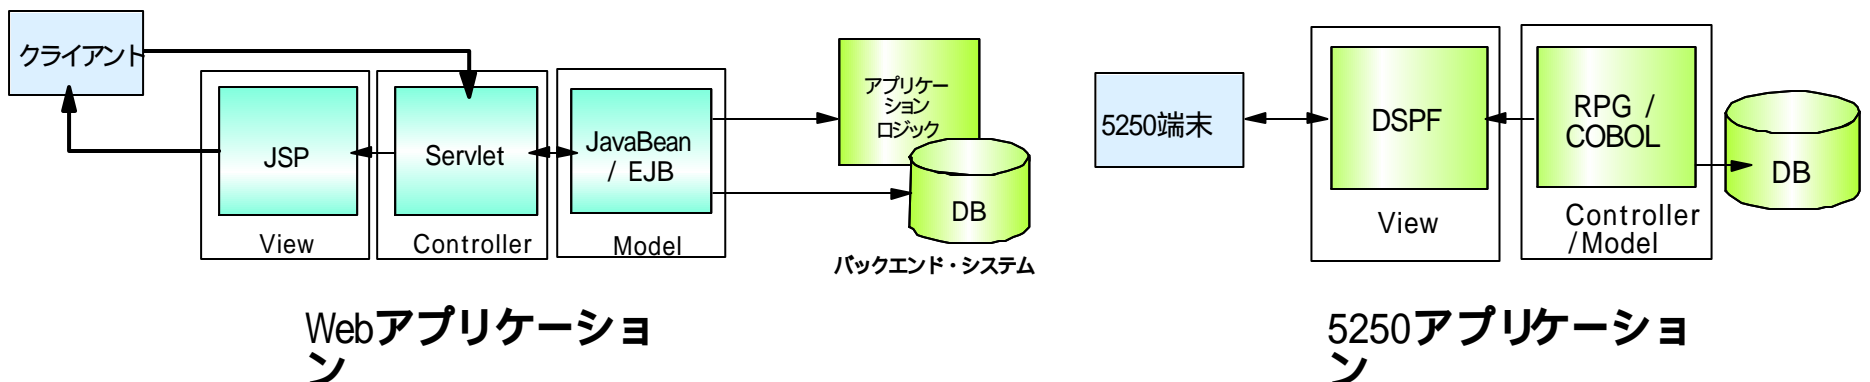 クライアント
JSP
View
Servlet
Controller
JavaBean
/ EJB
Model
アプリケー
ション
ロジック
DB
バックエンド・システム
Webアプリケーショ
ン
5250端末
DSPF
View
RPG /
COBOL
Controller
/Model
DB
5250アプリケーショ
ン